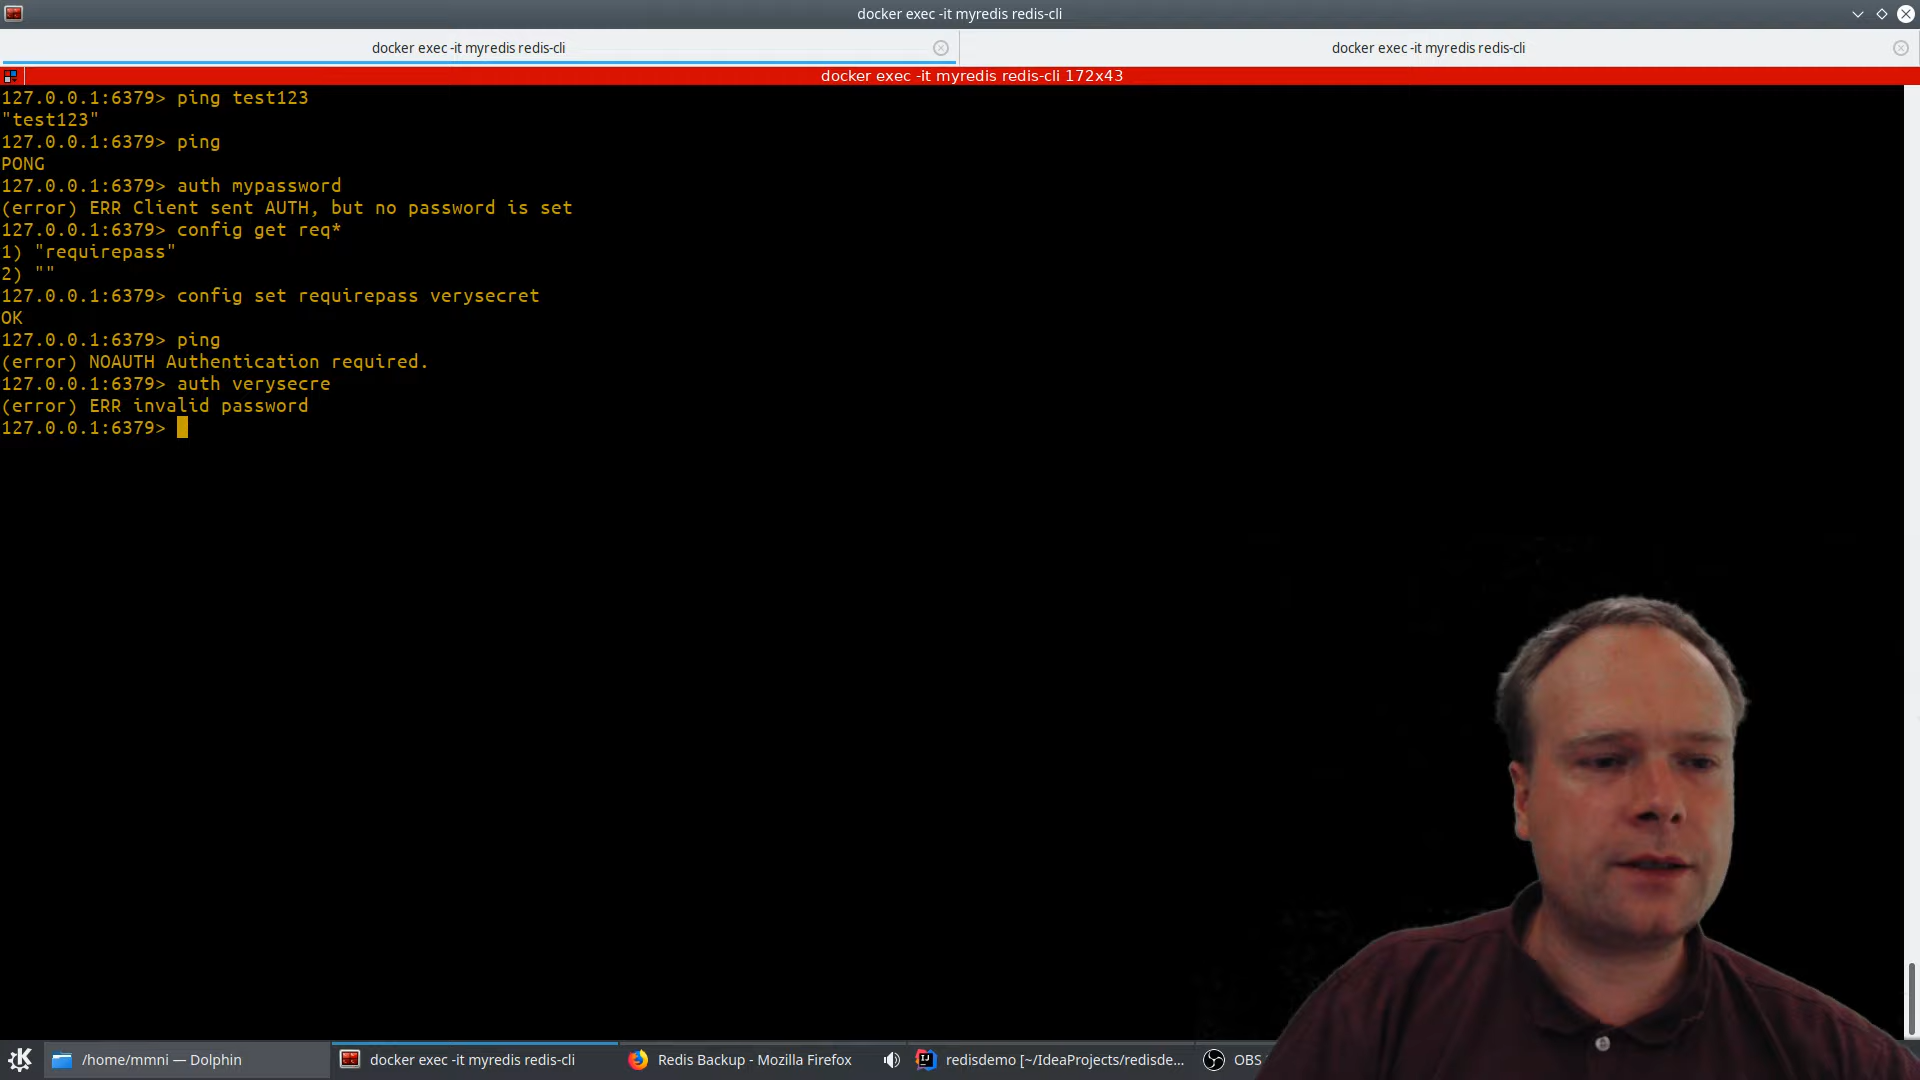 docker exec -it myredis redis-cli
docker exec -it myredis redis-cli
docker exec -it myredis redis-cli
docker exec -it myredis redis-cli 172x43
127.0.0.1:6379> ping test123
"test123"
127.0.0.1:6379> ping
PONG
127.0.0.1:6379> auth mypassword
(error) ERR Client sent AUTH, but no password is set
127.0.0.1:6379> config get req*
1) "requirepass"
2) ""
127.0.0.1:6379> config set requirepass verysecret
OK
127.0.0.1:6379> ping
(error) NOAUTH Authentication required.
127.0.0.1:6379> auth verysecre
(error) ERR invalid password
127.0.0.1:6379>
/home/mmni — Dolphin
docker exec -it myredis redis-cli
Redis Backup - Mozilla Firefox
redisdemo [~/IdeaProjects/redisde...
OBS